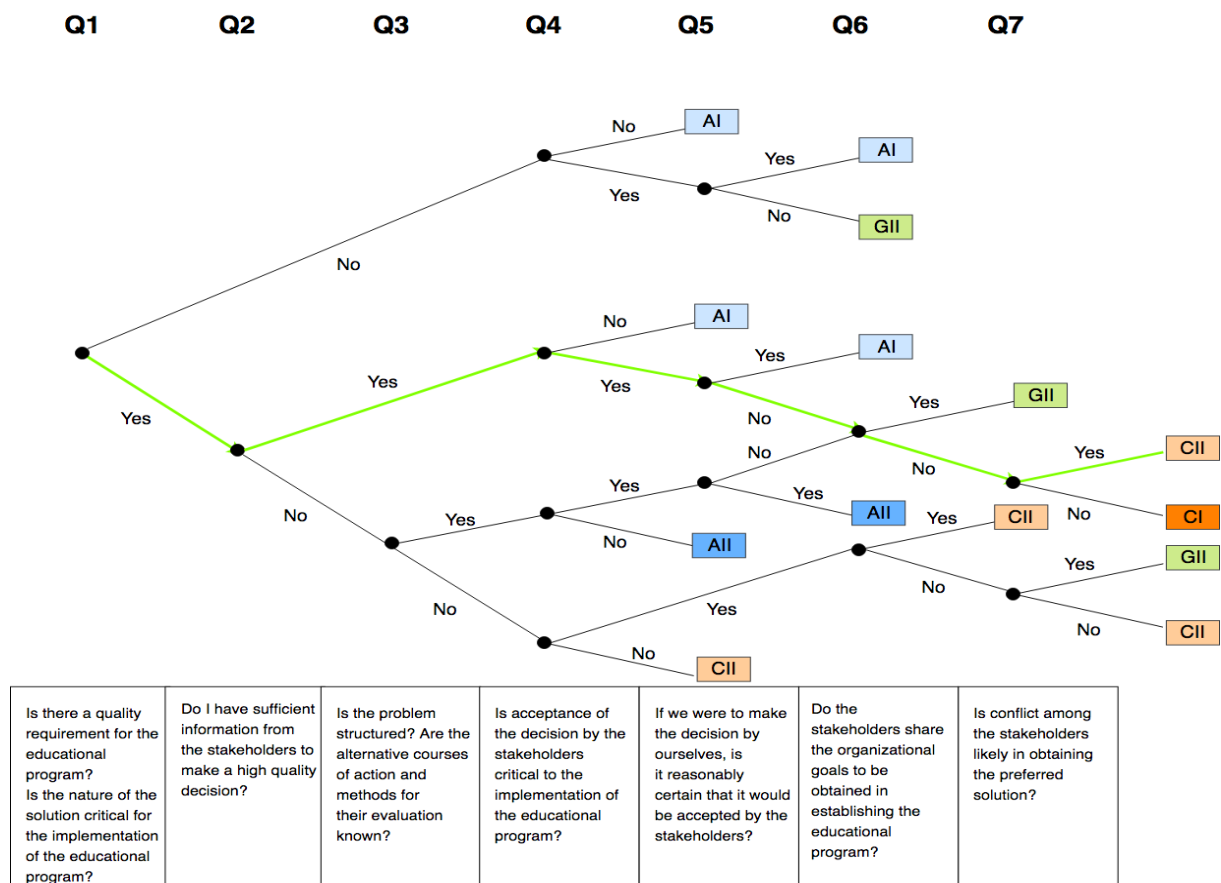 Q1 Q2 Q3 Q4 Q5 Q6 Q7
No
AI
Yes
AI
Yes
No
GII
No
No
AI
Yes
AI
Yes
Yes
Yes
GII
Yes
No
No
Yes
CII
No
Yes
Yes
No
Yes
AII
Yes
CII
No
CI
No
AII
Yes
GII
No
No
Yes
No
CII
No
CII
Is there a quality
requirement for the
educational
program?
Is the nature of the
solution critical for
the implementation
of the educational
program?
Do I have sufficient
information from
the stakeholders to
make a high quality
decision?
Is the problem
structured? Are the
alternative courses
of action and
methods for
their evaluation
known?
Is acceptance of
the decision by the
stakeholders
critical to the
implementation of
the educational
program?
If we were to make
the decision by
ourselves, is
it reasonably
certain that it would
be accepted by the
stakeholders?
Do the
stakeholders share
the organizational
goals to be
obtained in
establishing the
educational
program?
Is conflict among
the stakeholders
likely in obtaining
the preferred
solution?